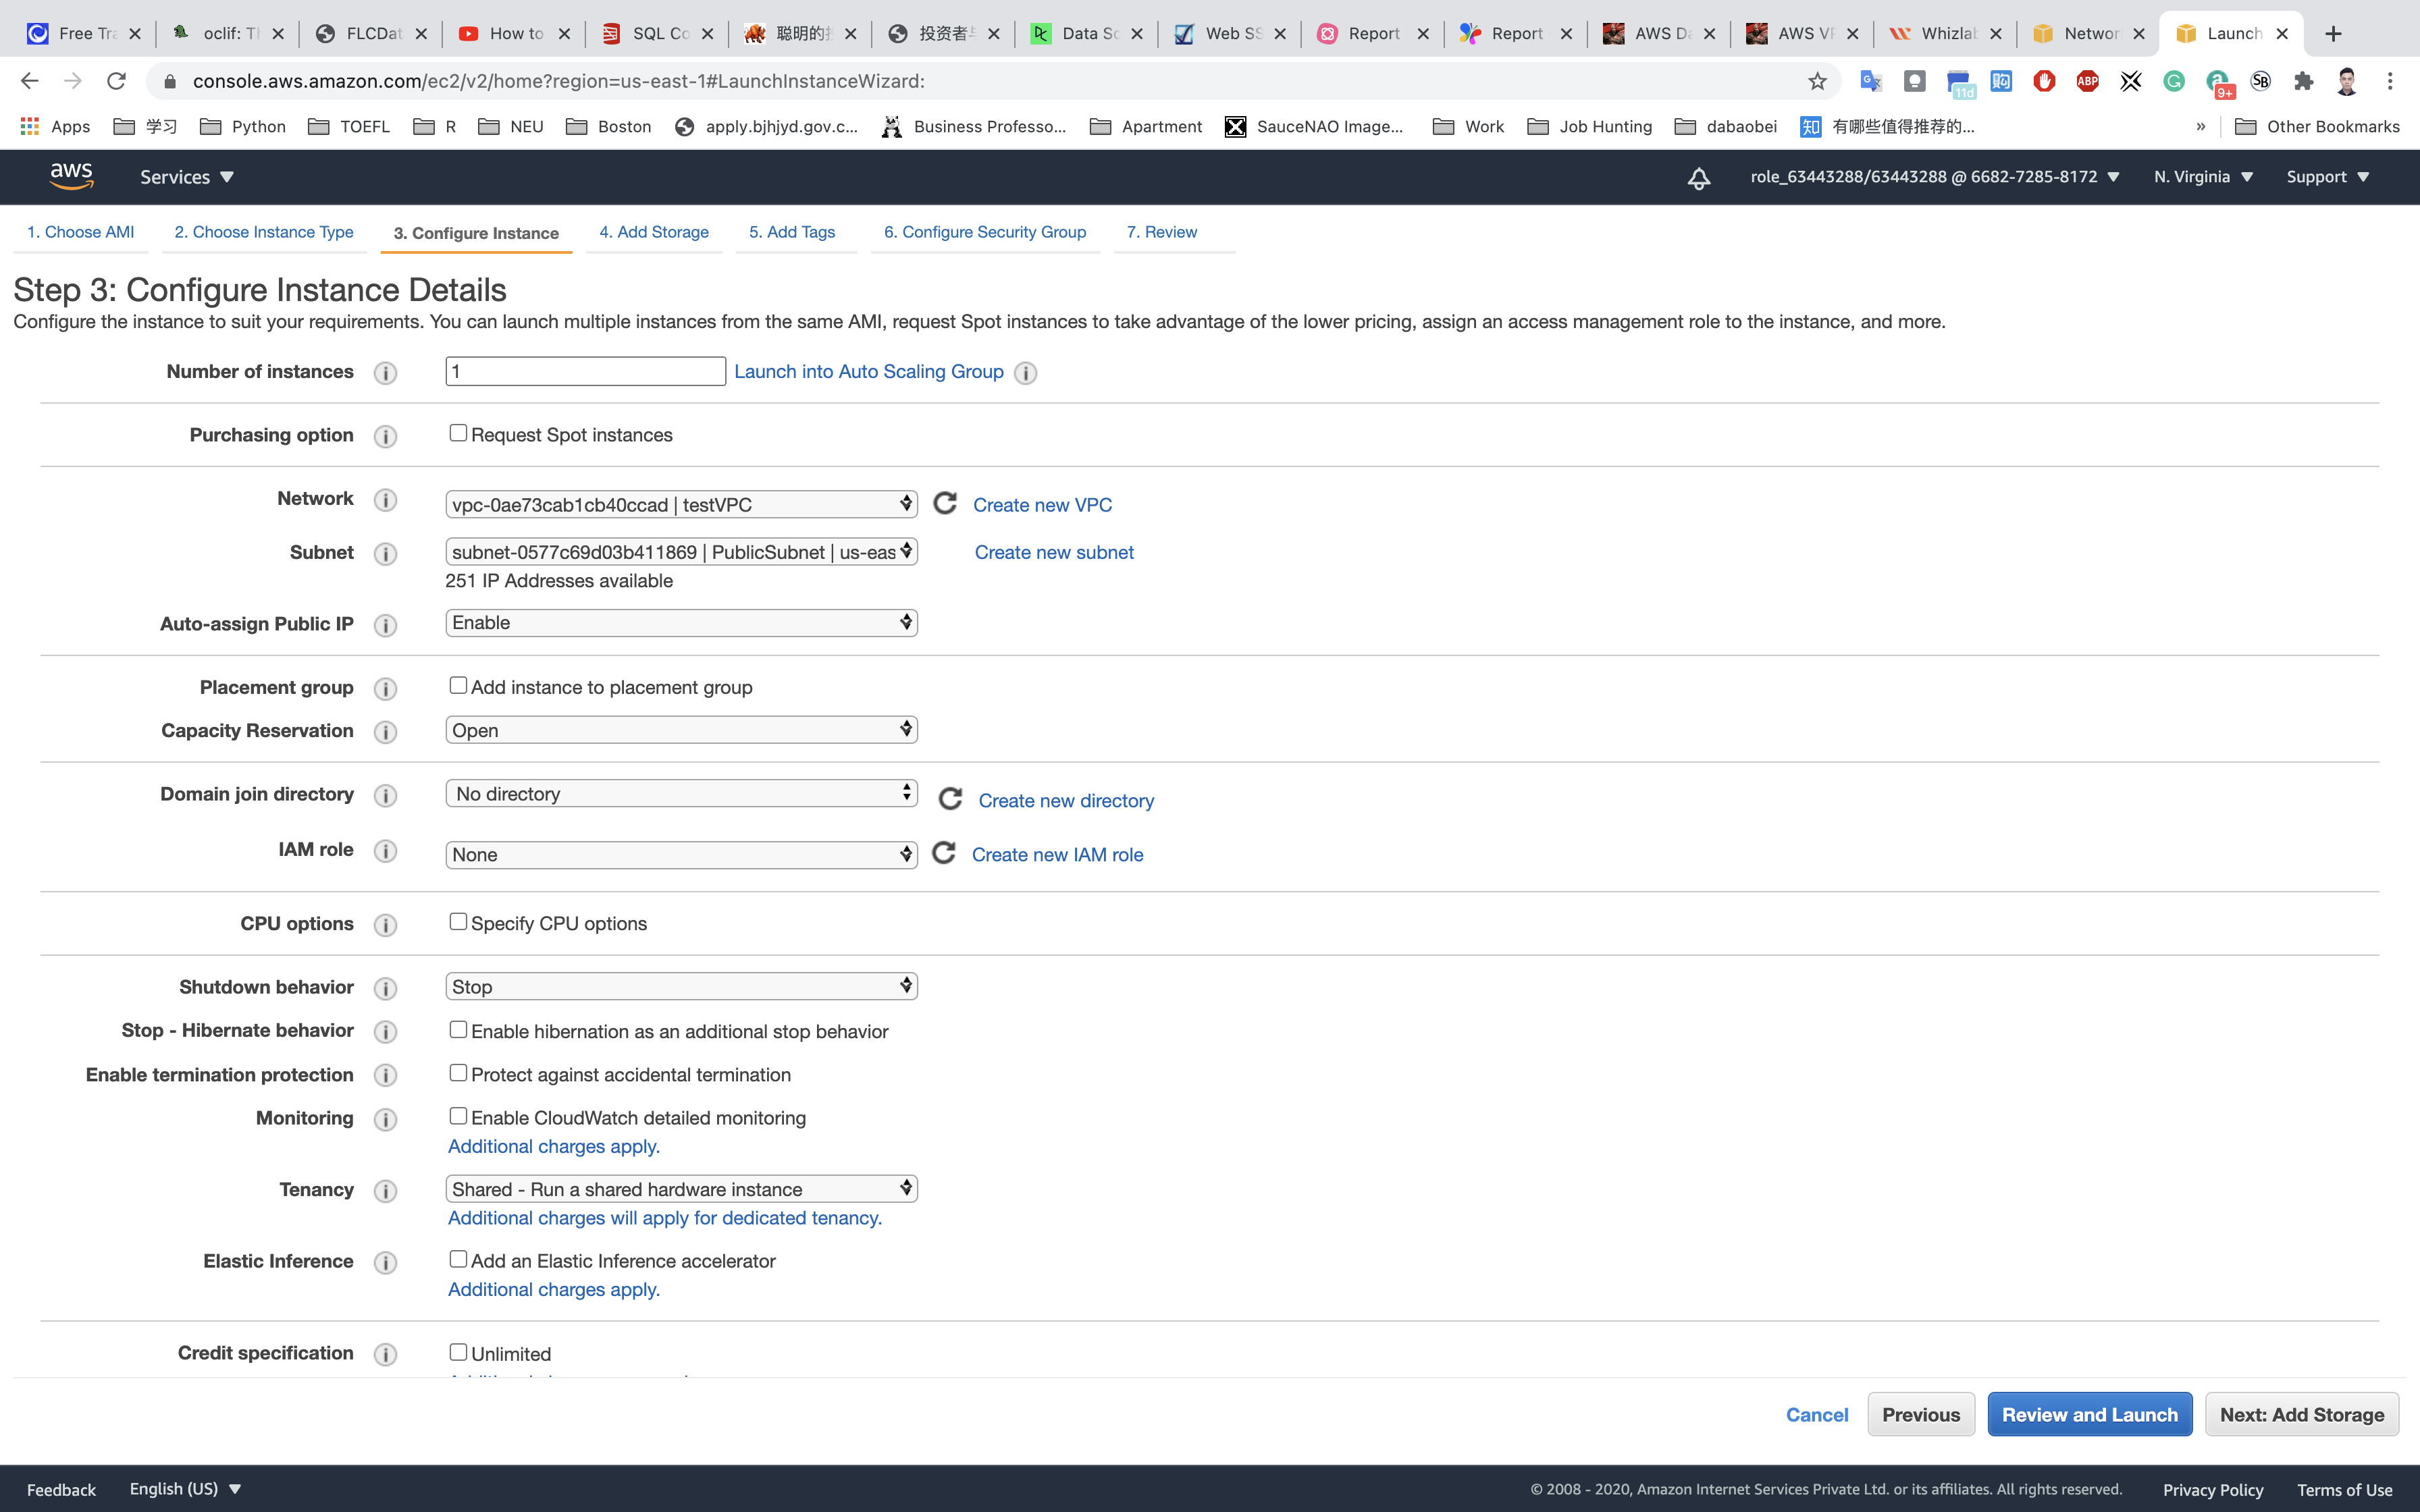 Free Tra
oclif: Th
FLCDat
How to
SQL Co
聪明的投
投资者与
Data Sc
Web SS
Report
Report
AWS Da
AWS VP
Whizlab
Networ
Launch
console.aws.amazon.com/ec2/v2/home?region=us-east-1#LaunchInstanceWizard:
11d
ABP
9+
SB
Apps
学习
Python
TOEFL
R
NEU
Boston
apply.bjhjyd.gov.c...
Business Professo...
Apartment
SauceNAO Image...
Work
Job Hunting
dabaobei
知 有哪些值得推荐的...
»
Other Bookmarks
aws
Services
role_63443288/63443288 @ 6682-7285-8172
N. Virginia
Support
1. Choose AMI
2. Choose Instance Type
3. Configure Instance
4. Add Storage
5. Add Tags
6. Configure Security Group
7. Review
Step 3: Configure Instance Details
Configure the instance to suit your requirements. You can launch multiple instances from the same AMI, request Spot instances to take advantage of the lower pricing, assign an access management role to the instance, and more.
Number of instances
1
Launch into Auto Scaling Group
Purchasing option
Request Spot instances
Network
vpc-0ae73cab1cb40ccad | testVPC
Create new VPC
Subnet
subnet-0577c69d03b411869 | PublicSubnet | us-eas
Create new subnet
251 IP Addresses available
Auto-assign Public IP
Enable
Placement group
Add instance to placement group
Capacity Reservation
Open
Domain join directory
No directory
Create new directory
IAM role
None
Create new IAM role
CPU options
Specify CPU options
Shutdown behavior
Stop
Stop - Hibernate behavior
Enable hibernation as an additional stop behavior
Enable termination protection
Protect against accidental termination
Monitoring
Enable CloudWatch detailed monitoring
Additional charges apply.
Tenancy
Shared - Run a shared hardware instance
Additional charges will apply for dedicated tenancy.
Elastic Inference
Add an Elastic Inference accelerator
Additional charges apply.
Credit specification
Unlimited
Cancel
Previous
Review and Launch
Next: Add Storage
Feedback
English (US)
© 2008 - 2020, Amazon Internet Services Private Ltd. or its affiliates. All rights reserved.
Privacy Policy
Terms of Use